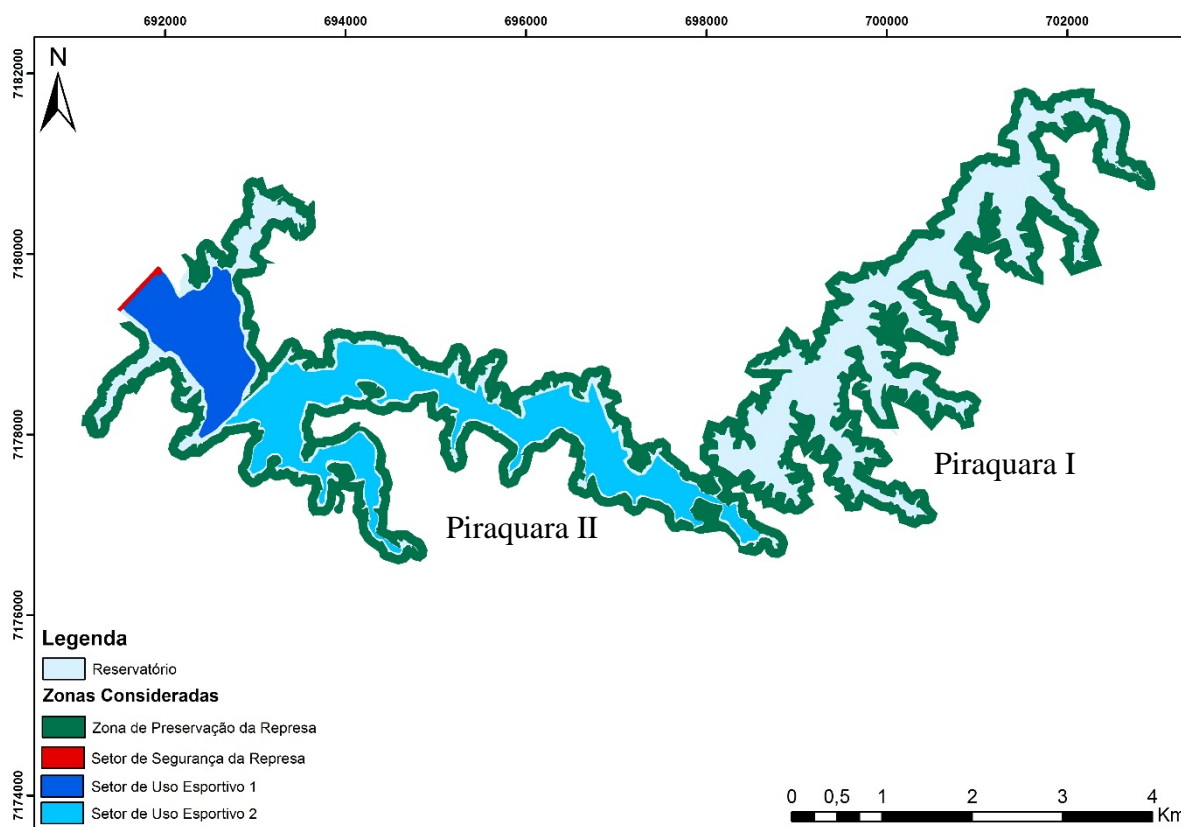 692000 694000 696000 698000 700000 702000
N
7182000
7180000
7178000
7176000
7174000
Piraquara I
Piraquara II
Legenda
Reservatório
Zonas Consideradas
Zona de Preservação da Represa
Setor de Segurança da Represa
Setor de Uso Esportivo 1
Setor de Uso Esportivo 2
0 0,5 1 2 3 4
Km